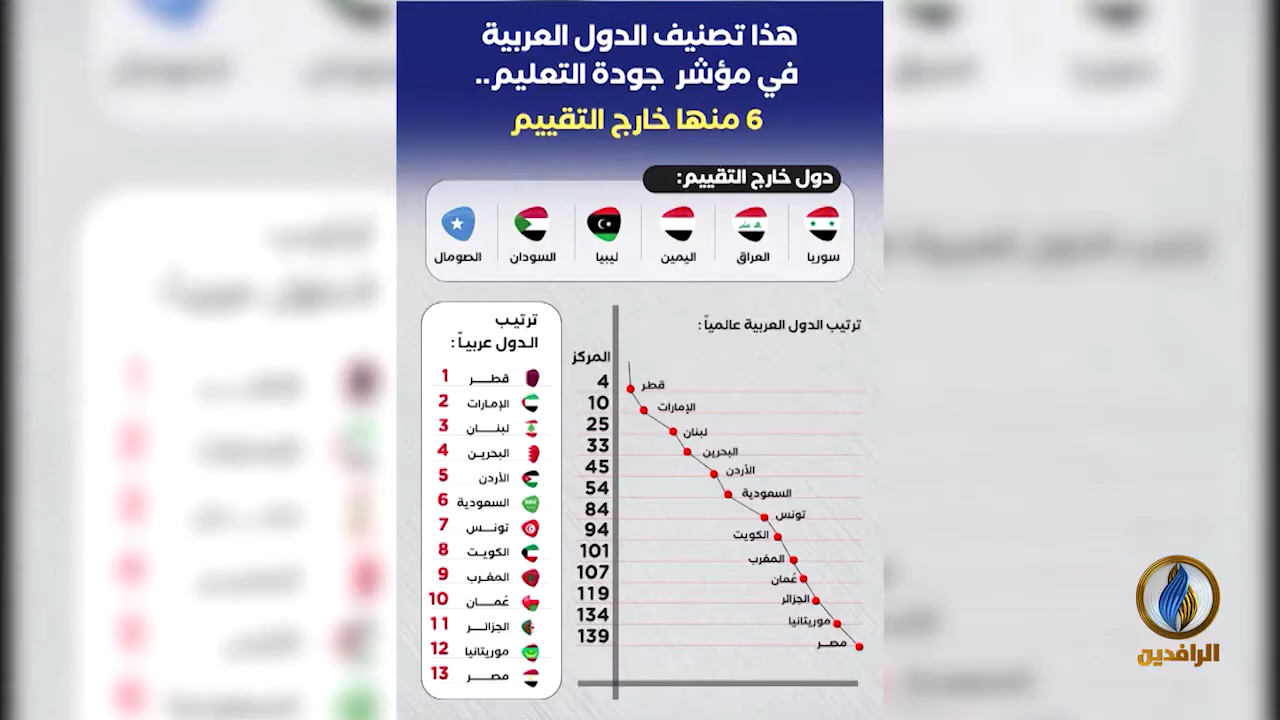 هذا تصنيف الدول العربية
في مؤشر جودة التعليم..
6 منها خارج التقييم
دول خارج التقييم:
سوريا
العراق
اليمين
ليبيا
السودان
الصومال
ترتيب الدول العربية عالمياً:
المركز
4 قطر
10 الإمارات
25 لبنان
33 البحرين
45 الأردن
54 السعودية
84 تونس
94 الكويت
101 المغرب
107 عُمان
119 الجزائر
134 موريتانيا
139 مصر
ترتيب
الدول عربياً:
قطر 1
الإمارات 2
لبنان 3
البحرين 4
الأردن 5
السعودية 6
تونس 7
الكويت 8
المغرب 9
عُمان 10
الجزائر 11
موريتانيا 12
مصر 13
الرافدين